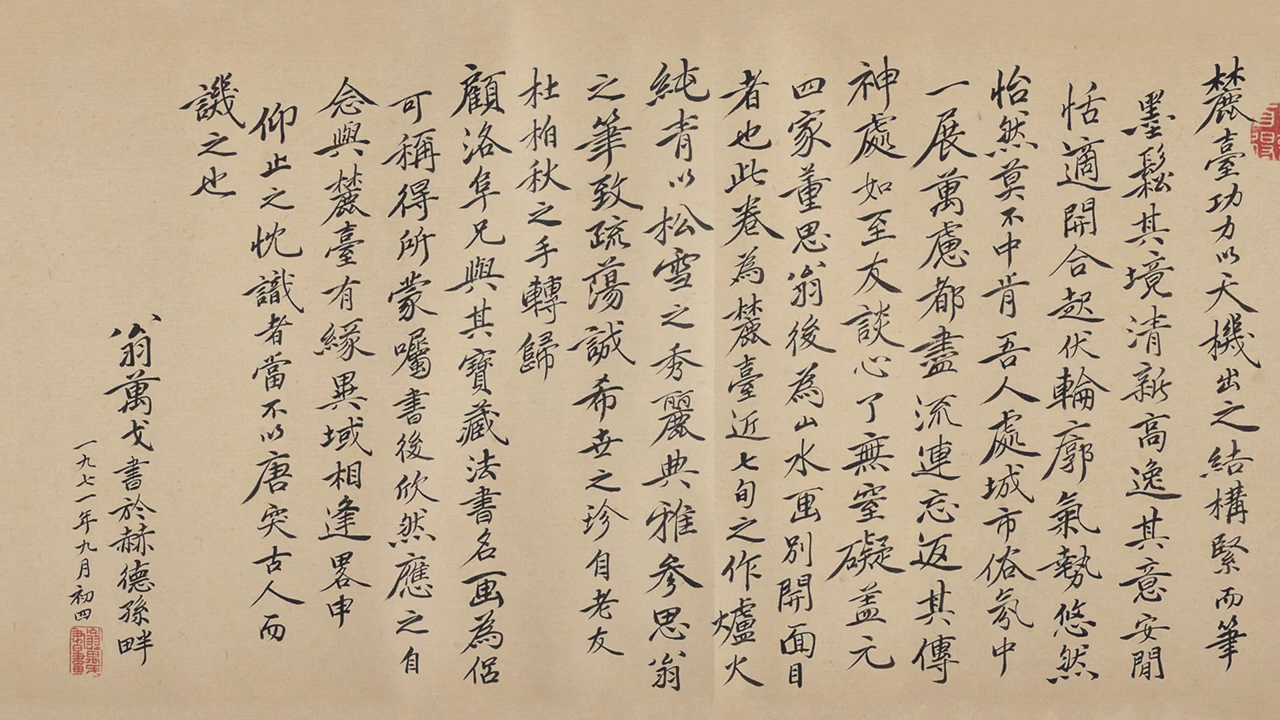 麓臺功力以天機出之結構緊而筆
墨鬆其境清新高逸其意安閒
恬適開合起伏輪廓氣勢悠然
怡然莫不中肯吾人處城市俗氛中
一展萬慮都盡流連忘返其傳
神處如至友談心了無窒礙蓋元
四家董思翁後為山水画別開面目
者也此卷為麓臺近七旬之作爐火
純青以松雪之秀麗典雅參思翁
之筆致疏蕩誠希世之珍自老友
杜柏秋之手轉歸
顧洛阜兄與其寶藏法書名画為侶
可稱得所蒙囑書後欣然應之自
念與麓臺有緣異域相逢畧申
仰止之忱識者當不以唐突古人而
譏之也
翁萬戈書於赫德孫畔
一九七一年九月初四